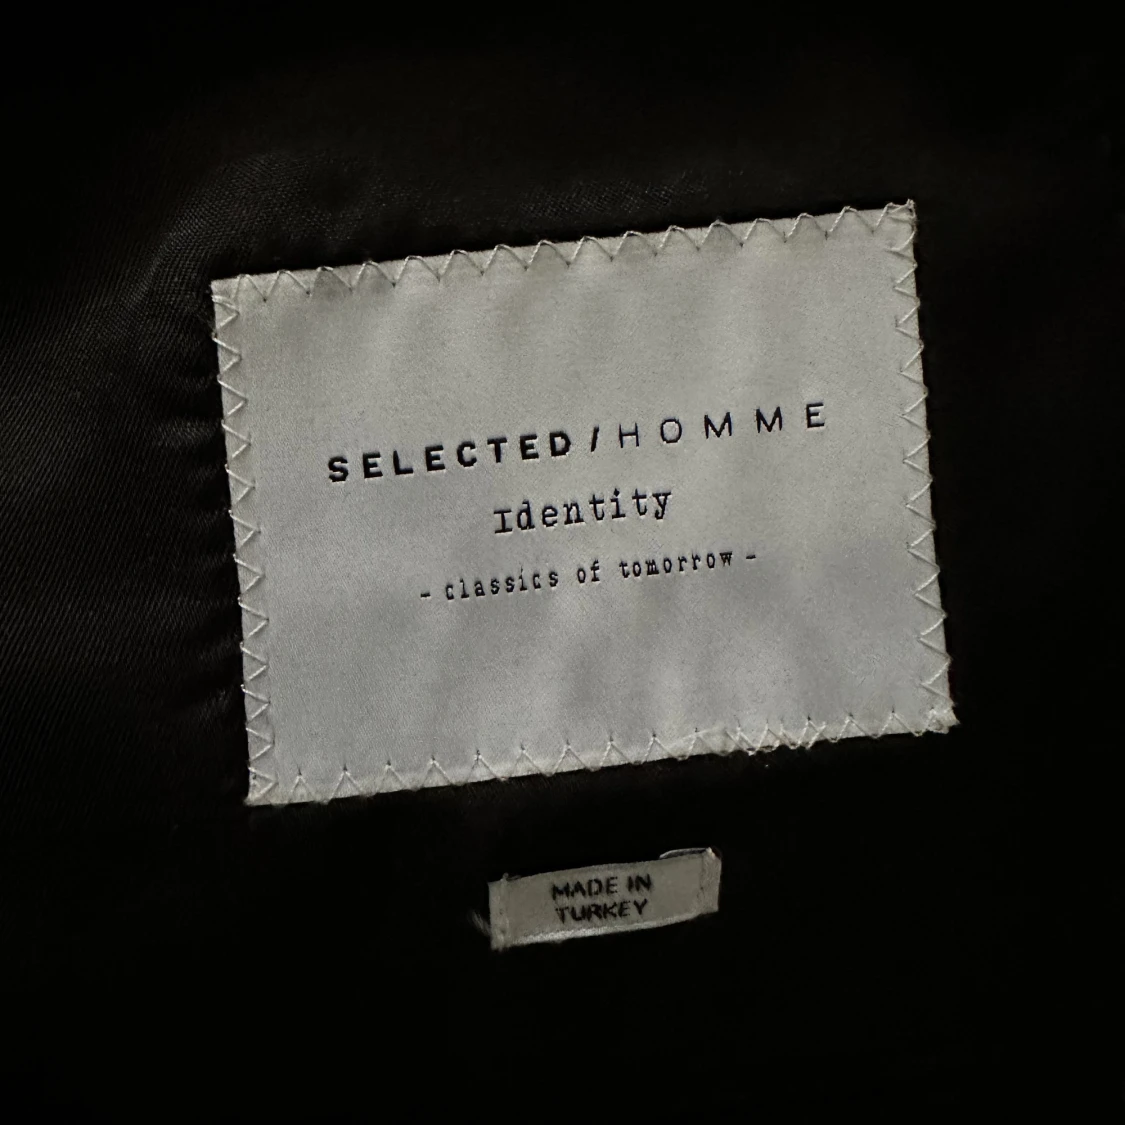 SELECTED/HOMME
Identity
- classics of tomorrow -
MADE IN
TURKEY